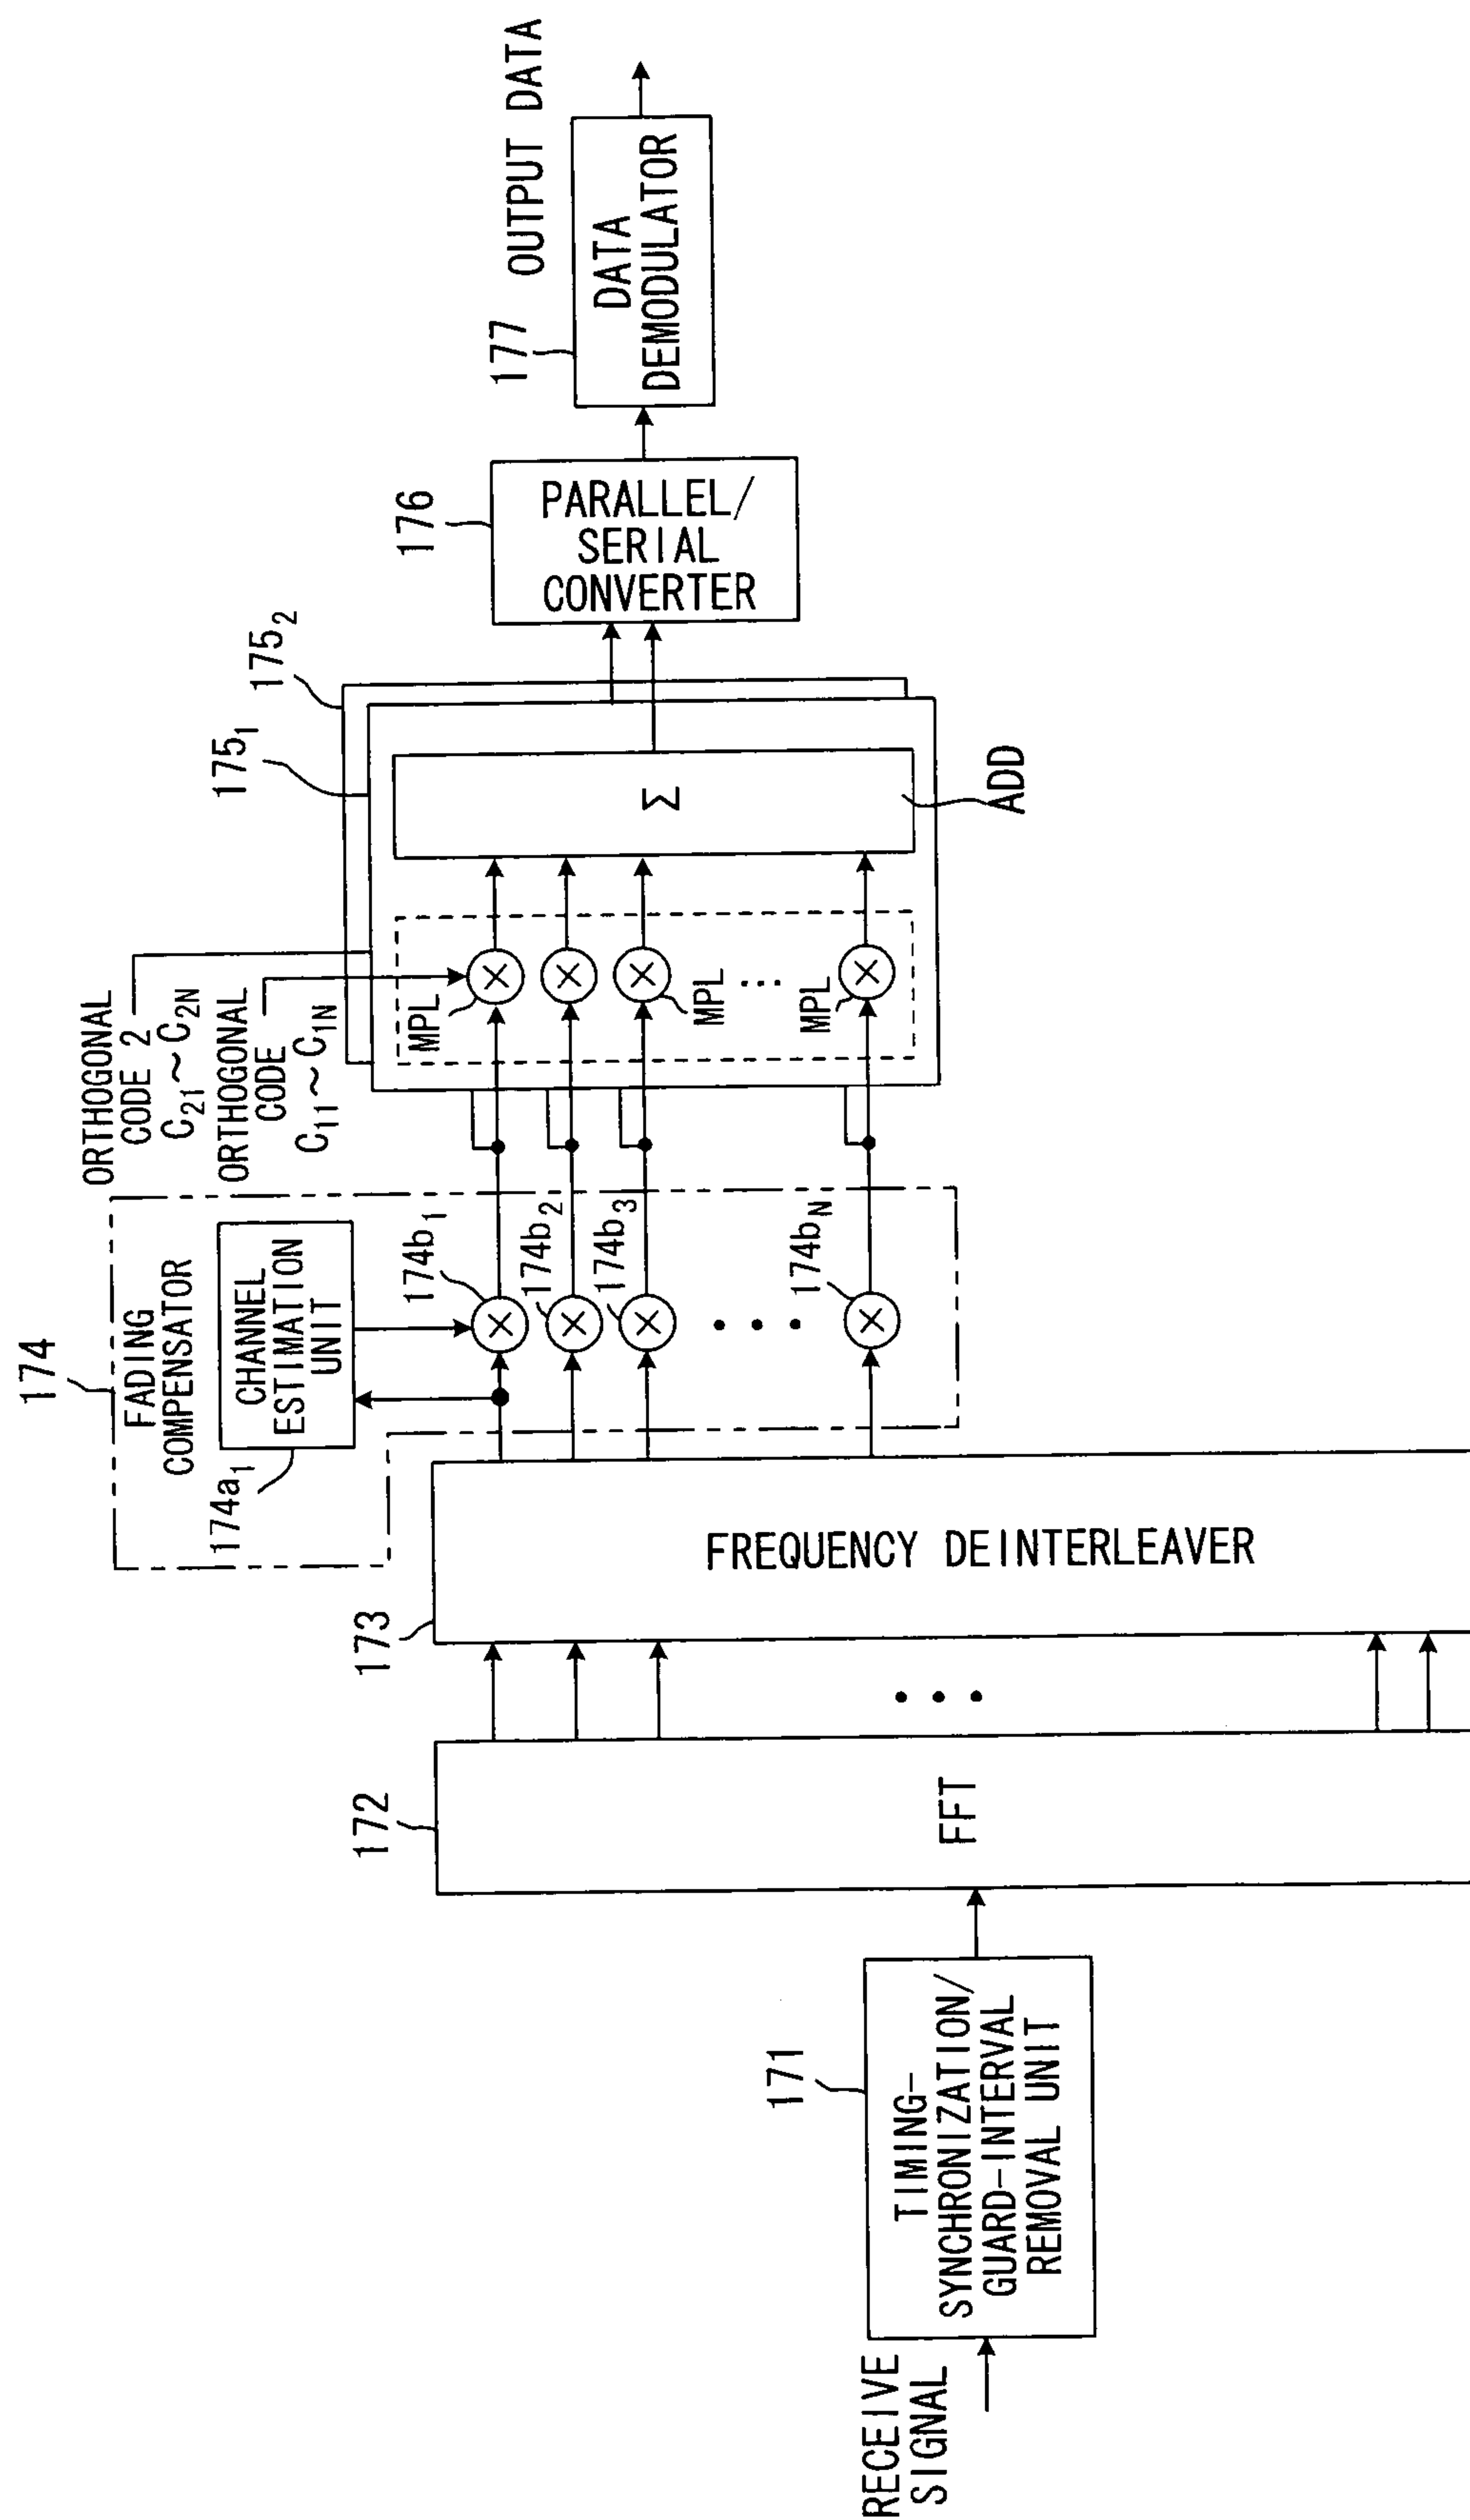 RECEIVE
SIGNAL
171
TIMING-
SYNCHRONIZATION/
GUARD-INTERVAL
REMOVAL UNIT
172
FFT
173
FREQUENCY DEINTERLEAVER
174
FADING
COMPENSATOR
174a1
CHANNEL
ESTIMATION
UNIT
174b1
174b2
174b3
174bN
ORTHOGONAL
CODE 2
C21~C2N
ORTHOGONAL
CODE
C11~C1N
MPL
MPL
MPL
1751
1752
Σ
ADD
176
PARALLEL/
SERIAL
CONVERTER
177
DATA
DEMODULATOR
OUTPUT DATA